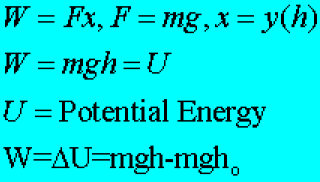 W = Fx, F = mg, x = y(h)
W = mgh = U
U = Potential Energy
W=ΔU=mgh-mgh₀